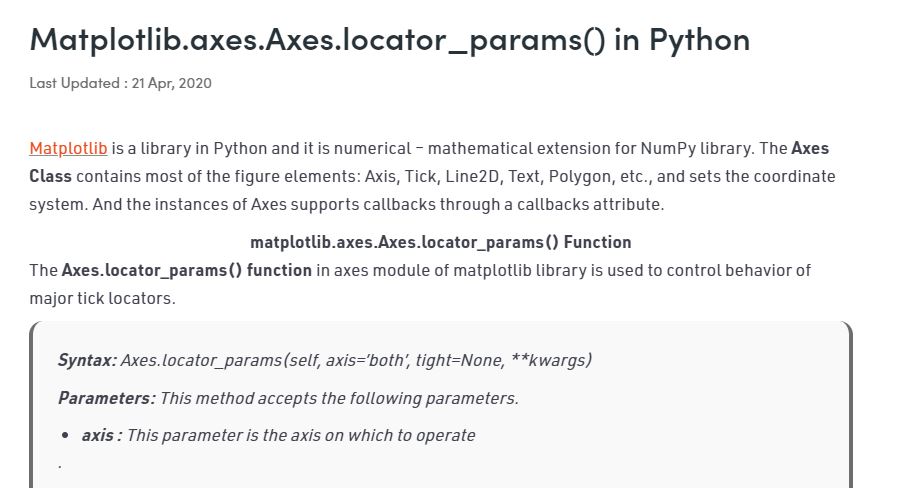 Matplotlib.axes.Axes.locator_params() in Python
Last Updated : 21 Apr, 2020
Matplotlib is a library in Python and it is numerical – mathematical extension for NumPy library. The Axes
Class contains most of the figure elements: Axis, Tick, Line2D, Text, Polygon, etc., and sets the coordinate
system. And the instances of Axes supports callbacks through a callbacks attribute.
matplotlib.axes.Axes.locator_params() Function
The Axes.locator_params() function in axes module of matplotlib library is used to control behavior of
major tick locators.
Syntax: Axes.locator_params(self, axis=’both’, tight=None, **kwargs)
Parameters: This method accepts the following parameters.
• axis : This parameter is the axis on which to operate
.